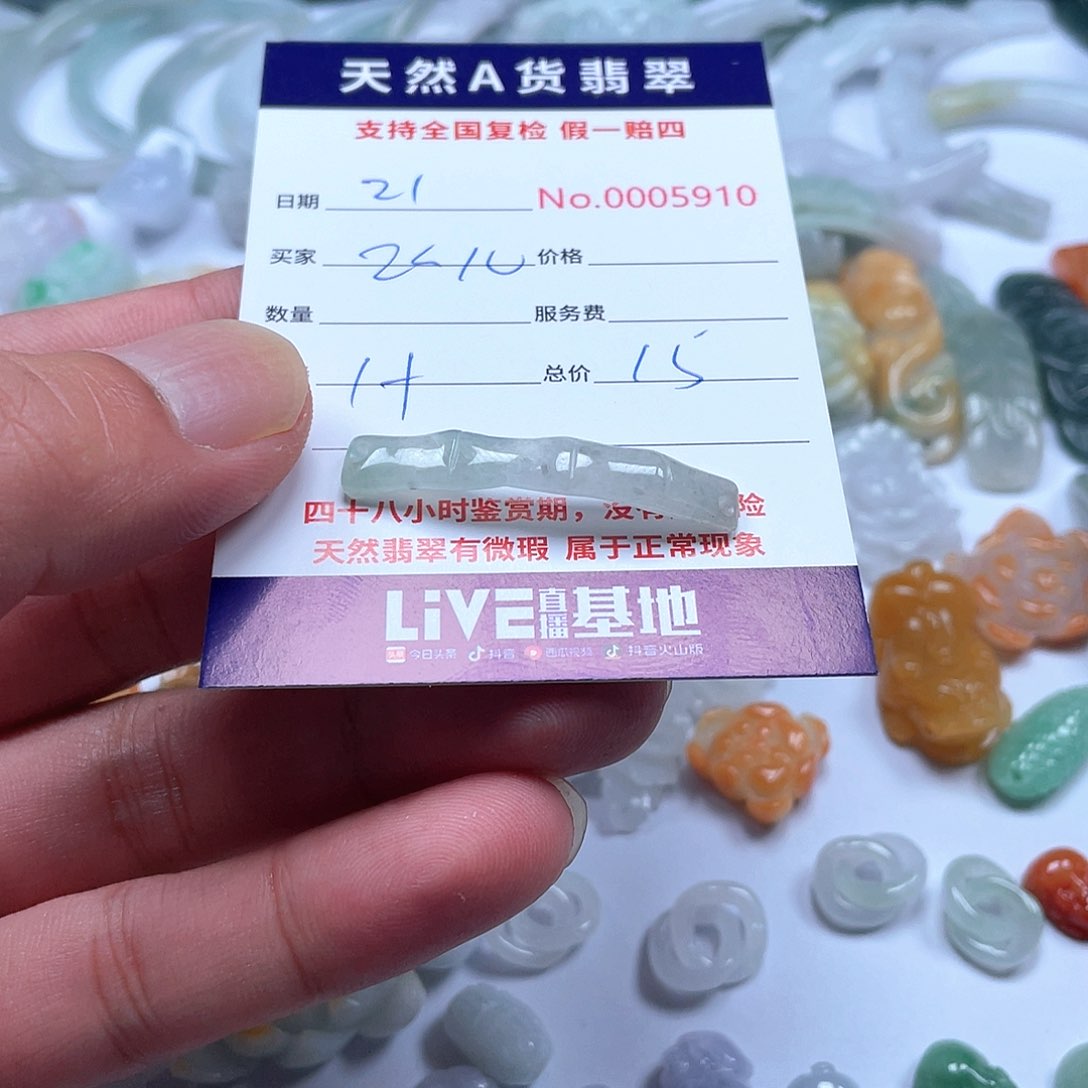 天然A货翡翠
支持全国复检 假一赔四
日期 21 No.0005910
买家 2610 价格
数量 服务费
14 总价 15
四十八小时鉴赏期，没有 险
天然翡翠有微瑕 属于正常现象
LIVE直播基地
头条 今日头条 抖音 西瓜视频 抖音火山版